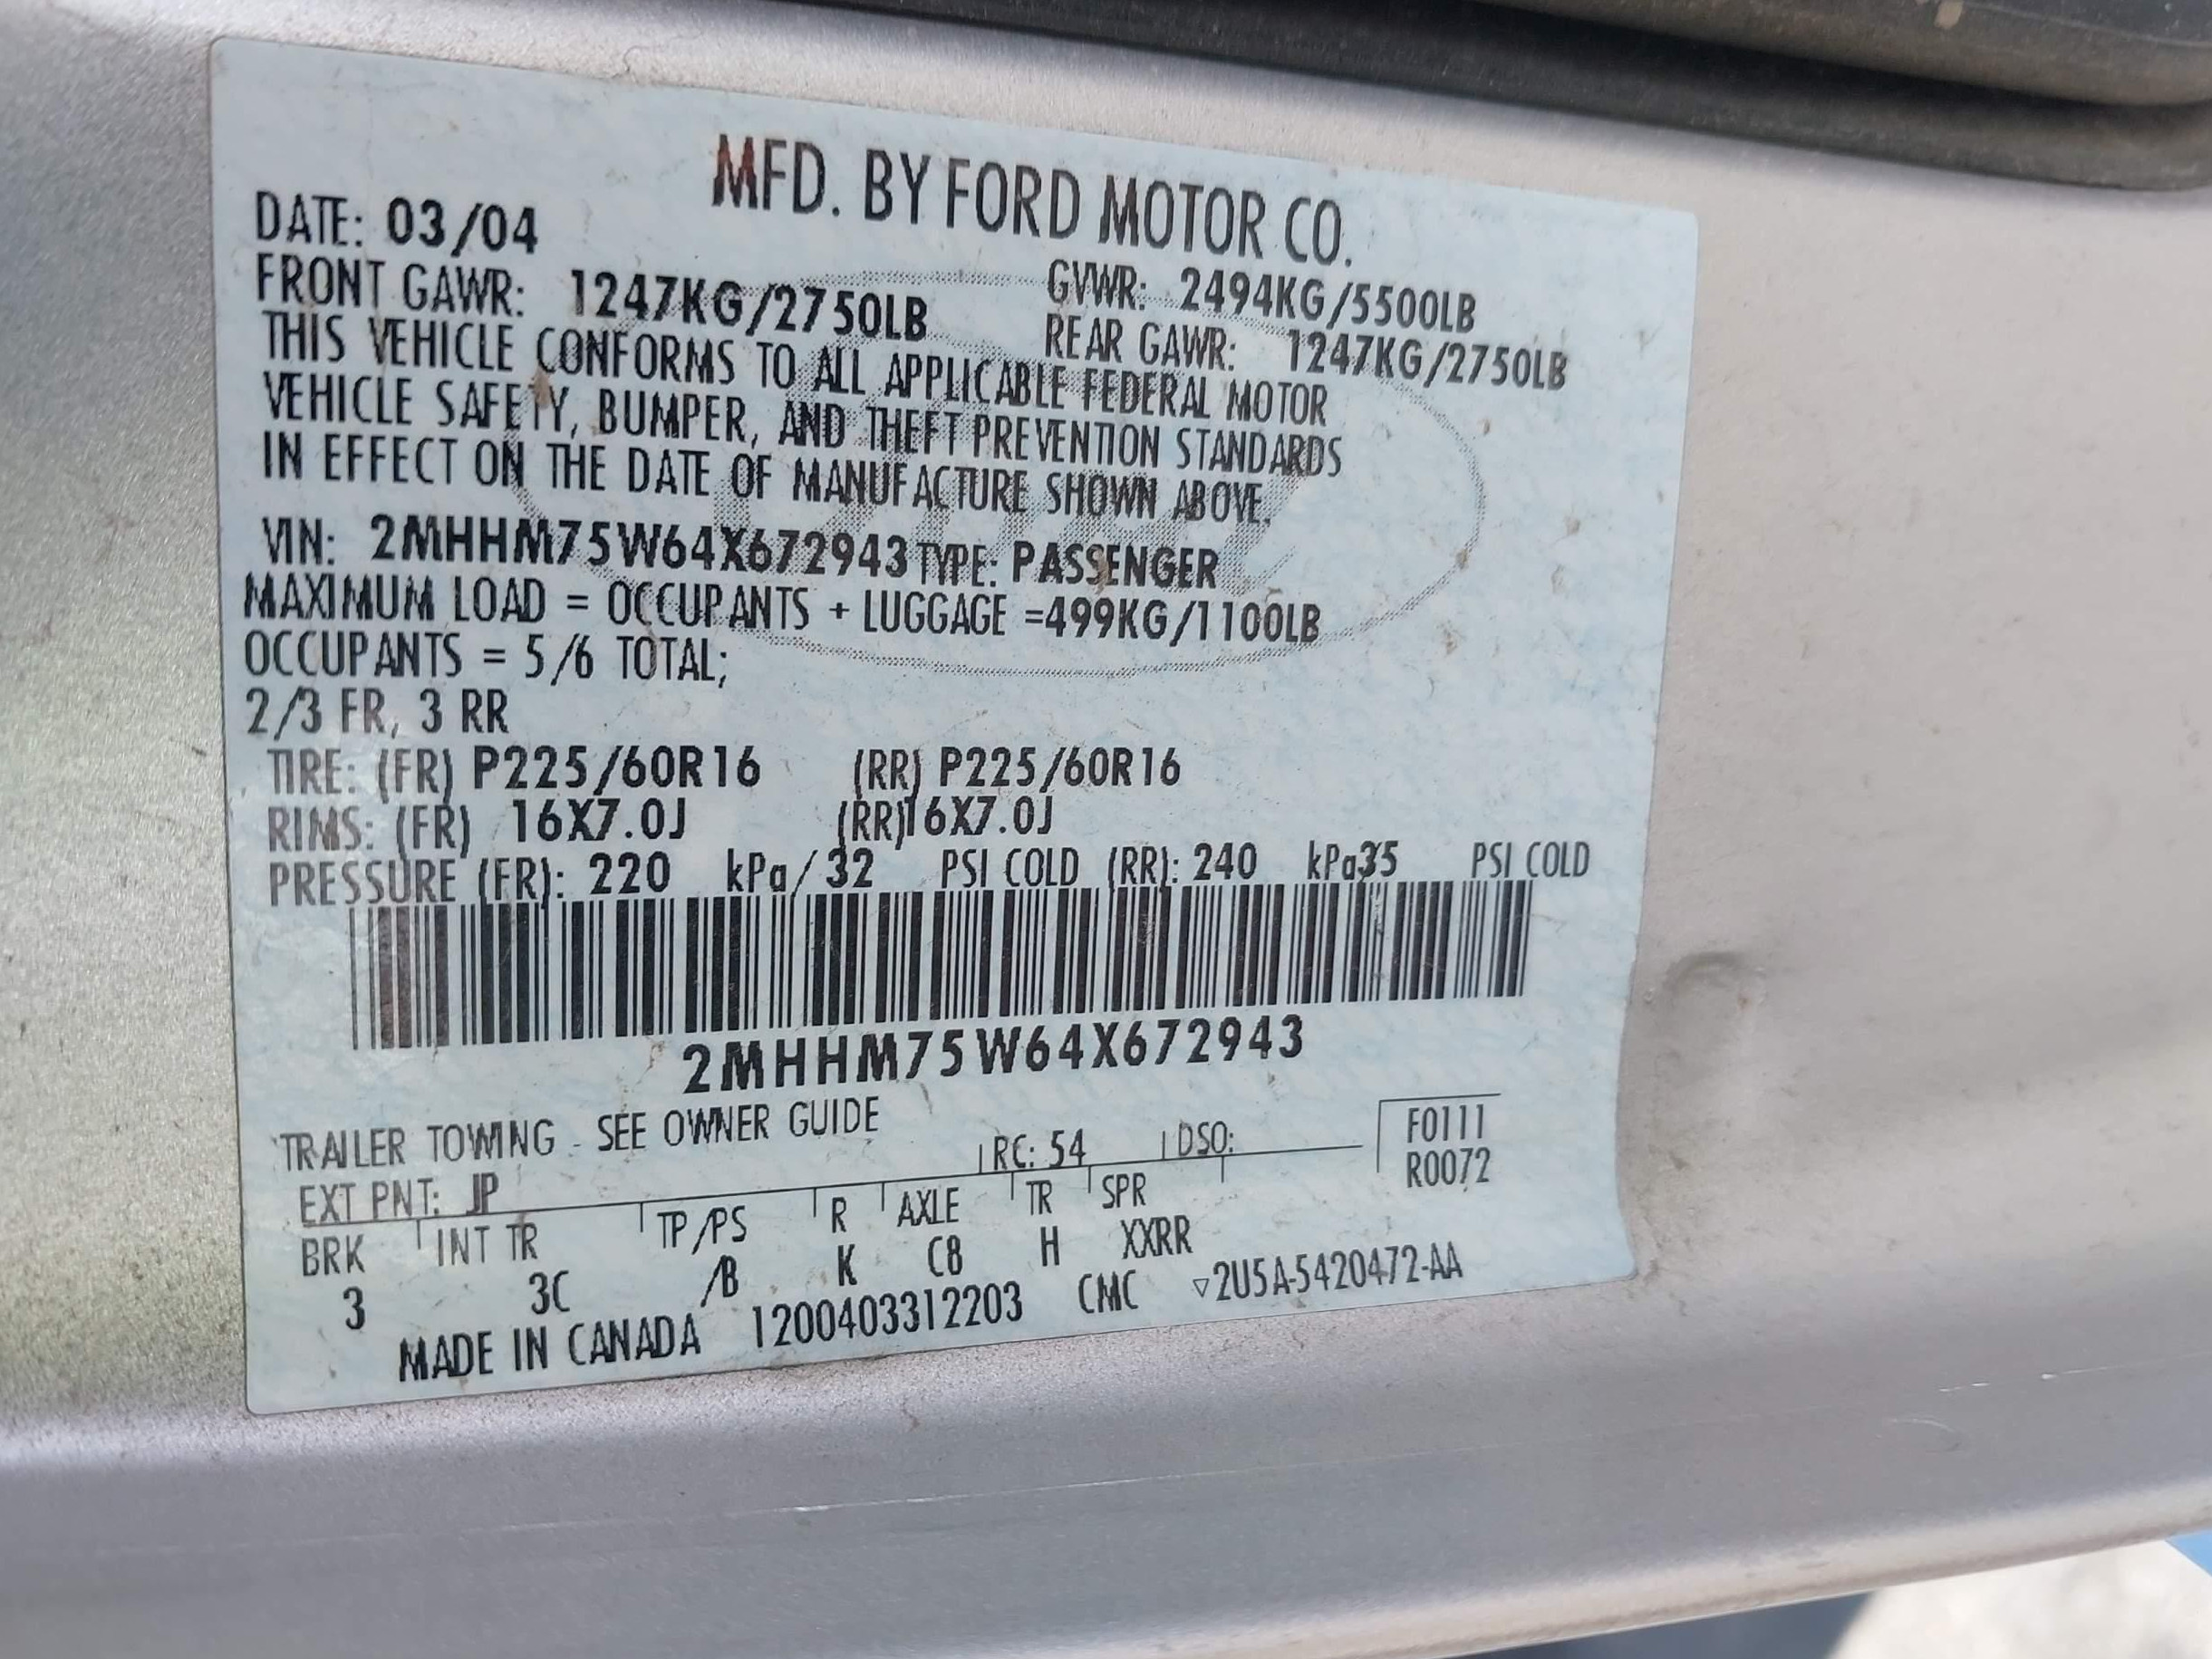 MFD. BY FORD MOTOR CO.
DATE: 03/04 GVWR: 2494KG/5500LB
FRONT GAWR: 1247KG/2750LB REAR GAWR: 1247KG/2750LB
THIS VEHICLE CONFORMS TO ALL APPLICABLE FEDERAL MOTOR
VEHICLE SAFETY, BUMPER, AND THEFT PREVENTION STANDARDS
IN EFFECT ON THE DATE OF MANUFACTURE SHOWN ABOVE.
VIN: 2MHHM75W64X672943 TYPE: PASSENGER
MAXIMUM LOAD = OCCUPANTS + LUGGAGE =499KG/1100LB
OCCUPANTS = 5/6 TOTAL;
2/3 FR, 3 RR
TIRE: (FR) P225/60R16 (RR) P225/60R16
RIMS: (FR) 16X7.0J (RR)16X7.0J
PRESSURE (FR): 220 kPa/ 32 PSI COLD (RR): 240 kPa35 PSI COLD
2MHHM75W64X672943
TRAILER TOWING - SEE OWNER GUIDE
EXT PNT: JP RC: 54 DSO: F0111
R0072
BRK INT TR TP/PS R AXLE TR SPR
3 3C /B K C8 H XXRR
MADE IN CANADA 1200403312203 CMC ▽2U5A-5420472-AA